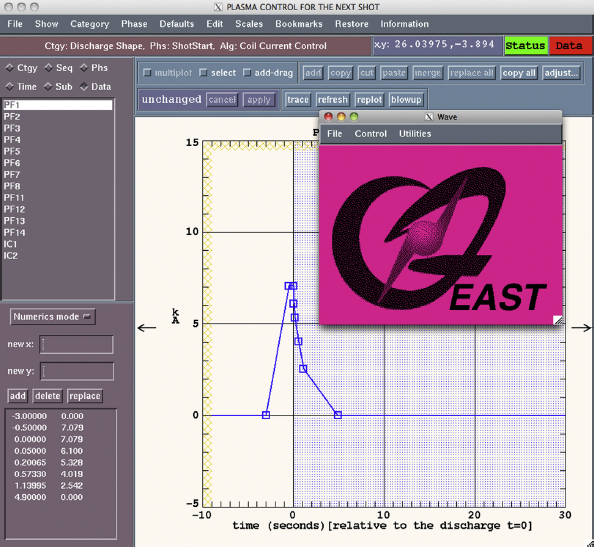 PLASMA CONTROL FOR THE NEXT SHOT
File Show Category Phase Defaults Edit Scales Bookmarks Restore Information
Ctgy: Discharge Shape, Phs: ShotStart, Alg: Coil Current Control
x,y: 26.03975,-3.894
Status Data
Ctgy Seq Phs
Time Sub Data
multiplot select add-drag add copy cut paste merge replace all copy all adjust...
unchanged cancel apply trace refresh replot blowup
PF1
PF2
PF3
PF4
PF5
PF6
PF7
PF8
PF11
PF12
PF13
PF14
IC1
IC2
Wave
File Control Utilities
EAST
15
10
5
0
-5
-10 0 10 20 30
kA
time (seconds)[relative to the discharge t=0]
Numerics mode
new x:
new y:
add delete replace
-3.00000 0.000
-0.50000 7.079
0.00000 7.079
0.05000 6.100
0.20065 5.328
0.57330 4.019
1.13995 2.542
4.90000 0.000